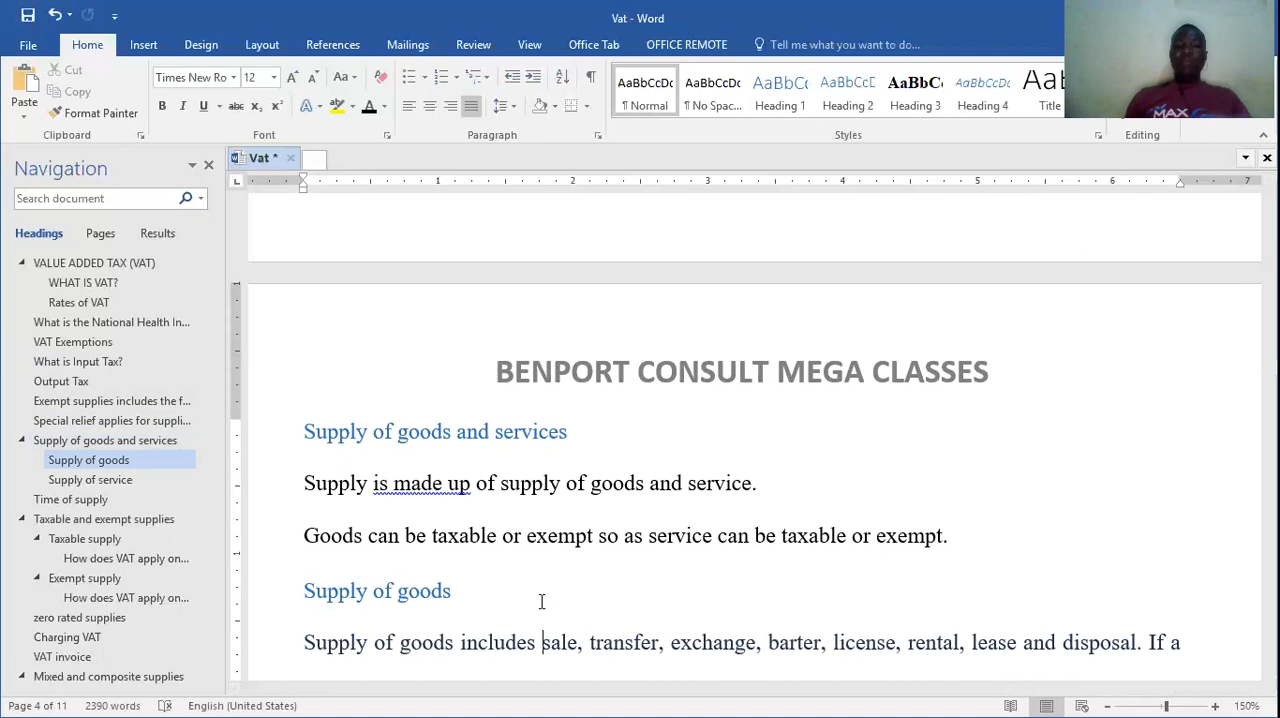 Vat - Word
File Home Insert Design Layout References Mailings Review View Office Tab OFFICE REMOTE Tell me what you want to do...
Paste
Cut
Copy
Format Painter
Clipboard
Times New Ro 12
Font
Paragraph
AaBbCcDc AaBbCcDc AaBbCc AaBbCcD AaBbCc AaBbCcDc AaB
¶ Normal ¶ No Spac... Heading 1 Heading 2 Heading 3 Heading 4 Title
Styles
Editing
MAX
Navigation
Search document
Headings Pages Results
VALUE ADDED TAX (VAT)
WHAT IS VAT?
Rates of VAT
What is the National Health In...
VAT Exemptions
What is Input Tax?
Output Tax
Exempt supplies includes the f...
Special relief applies for suppli...
Supply of goods and services
Supply of goods
Supply of service
Time of supply
Taxable and exempt supplies
Taxable supply
How does VAT apply on...
Exempt supply
How does VAT apply on...
zero rated supplies
Charging VAT
VAT invoice
Mixed and composite supplies
Vat *
1 2 3 4 5 6 7
BENPORT CONSULT MEGA CLASSES
Supply of goods and services
Supply is made up of supply of goods and service.
Goods can be taxable or exempt so as service can be taxable or exempt.
Supply of goods
Supply of goods includes sale, transfer, exchange, barter, license, rental, lease and disposal. If a
Page 4 of 11 2390 words English (United States) 150%